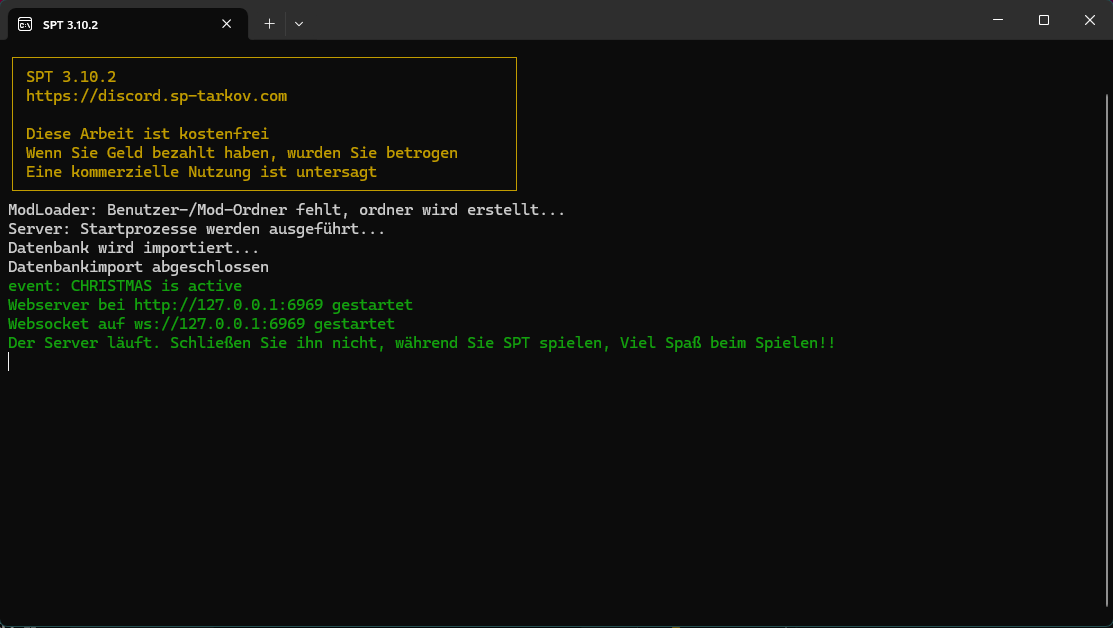 SPT 3.10.2
SPT 3.10.2
https://discord.sp-tarkov.com
Diese Arbeit ist kostenfrei
Wenn Sie Geld bezahlt haben, wurden Sie betrogen
Eine kommerzielle Nutzung ist untersagt
ModLoader: Benutzer-/Mod-Ordner fehlt, ordner wird erstellt...
Server: Startprozesse werden ausgeführt...
Datenbank wird importiert...
Datenbankimport abgeschlossen
event: CHRISTMAS is active
Webserver bei http://127.0.0.1:6969 gestartet
Websocket auf ws://127.0.0.1:6969 gestartet
Der Server läuft. Schließen Sie ihn nicht, während Sie SPT spielen, Viel Spaß beim Spielen!!